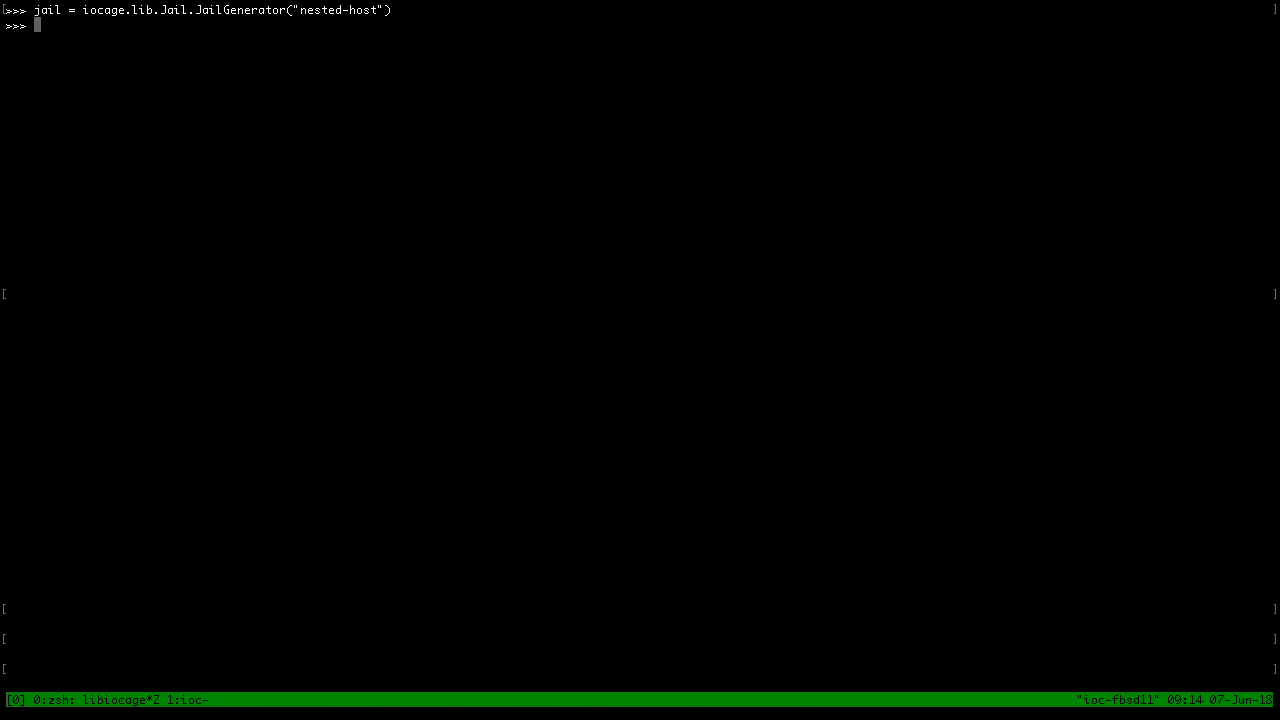 >>> jail = iocage.lib.Jail.JailGenerator("nested-host")
>>>
[0] 0:zsh: libiocage*Z 1:ioc- "ioc-fbsd11" 09:14 07-Jun-18